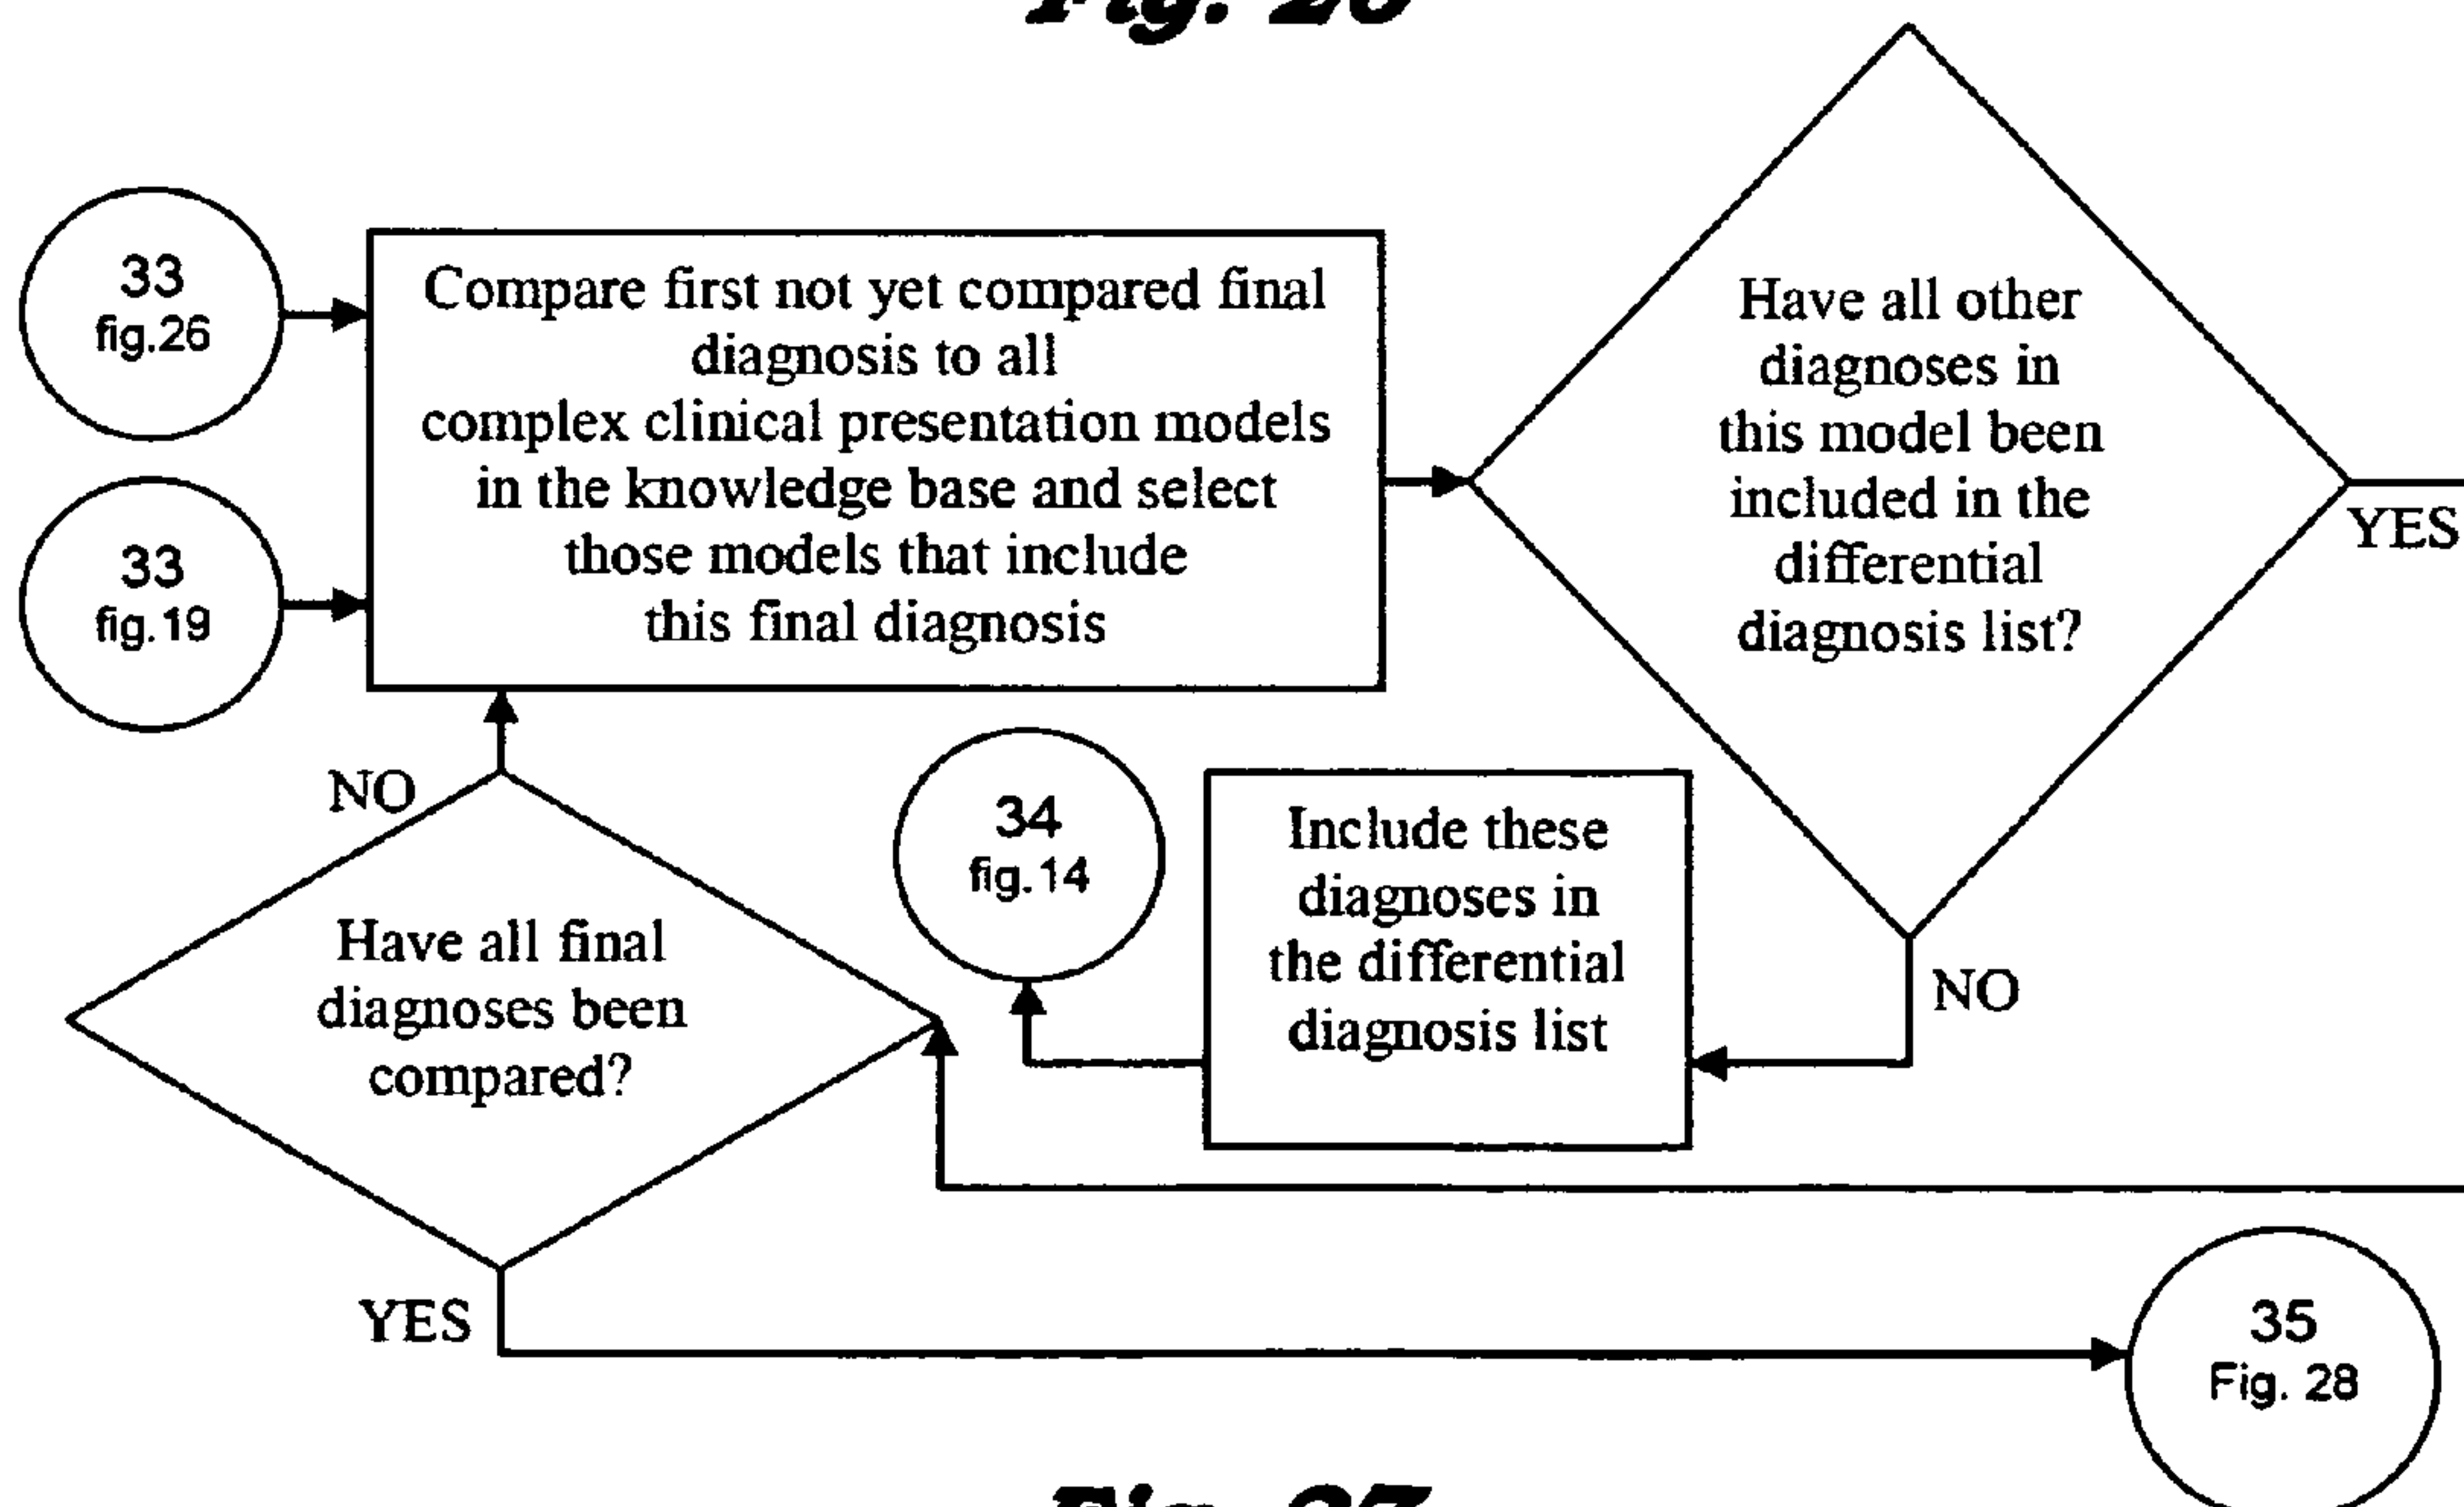 33
fig.26
Compare first not yet compared final
diagnosis to all
complex clinical presentation models
in the knowledge base and select
those models that include
this final diagnosis
Have all other
diagnoses in
this model been
included in the
differential
diagnosis list?
YES
33
fig.19
NO
34
fig.14
Include these
diagnoses in
the differential
diagnosis list
NO
Have all final
diagnoses been
compared?
YES
35
Fig. 28